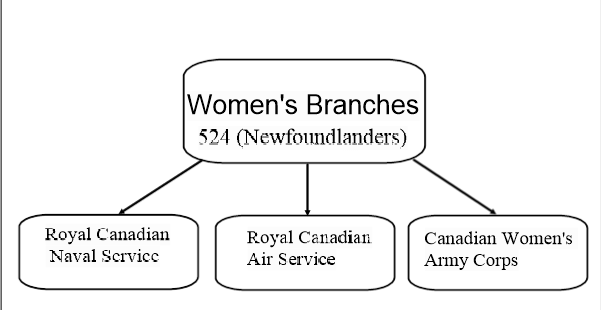 Women's Branches
524 (Newfoundlanders)
Royal Canadian
Naval Service
Royal Canadian
Air Service
Canadian Women's
Army Corps